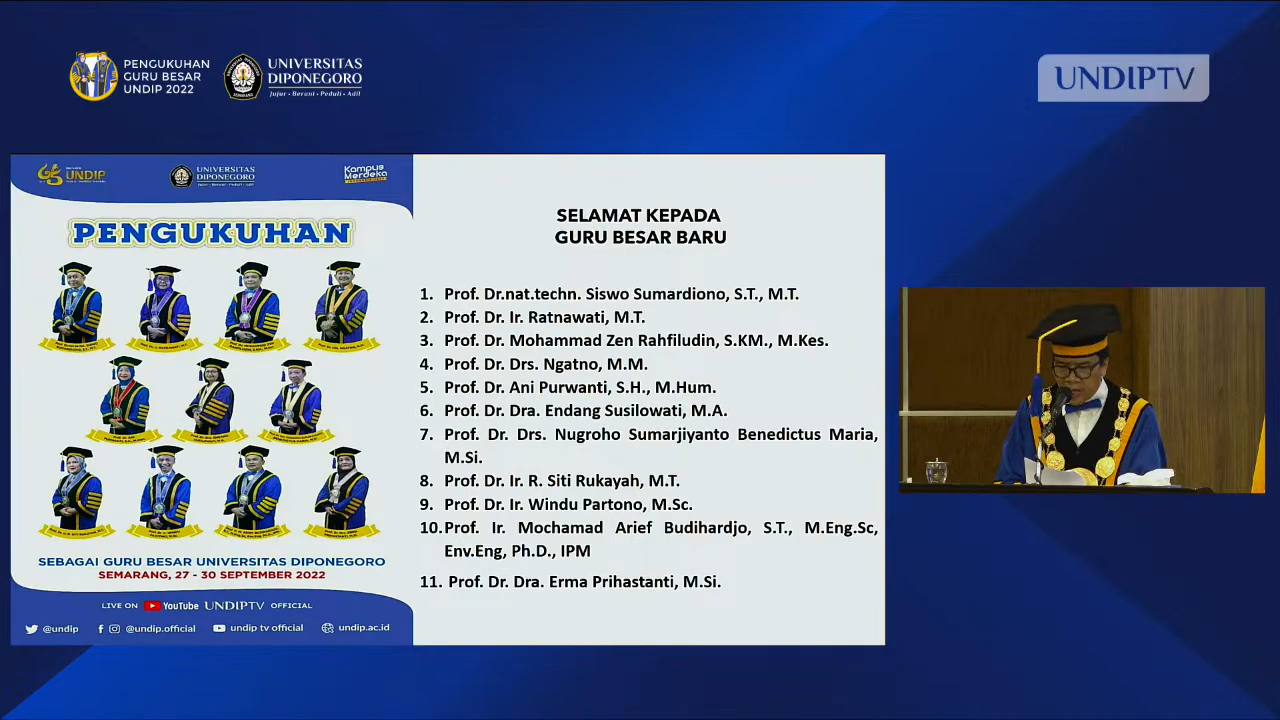 PENGUKUHAN
GURU BESAR
UNDIP 2022
UNIVERSITAS
DIPONEGORO
Jujur • Berani • Peduli • Adil
UNDIPTV
UNDIP
UNIVERSITAS
DIPONEGORO
Jujur • Berani • Peduli • Adil
Kampus
Merdeka
PENGUKUHAN
SEBAGAI GURU BESAR UNIVERSITAS DIPONEGORO
SEMARANG, 27 - 30 SEPTEMBER 2022
LIVE ON YouTube UNDIPTV OFFICIAL
@undip @undip.official undip tv official undip.ac.id
SELAMAT KEPADA
GURU BESAR BARU
1. Prof. Dr.nat.techn. Siswo Sumardiono, S.T., M.T.
2. Prof. Dr. Ir. Ratnawati, M.T.
3. Prof. Dr. Mohammad Zen Rahfiludin, S.KM., M.Kes.
4. Prof. Dr. Drs. Ngatno, M.M.
5. Prof. Dr. Ani Purwanti, S.H., M.Hum.
6. Prof. Dr. Dra. Endang Susilowati, M.A.
7. Prof. Dr. Drs. Nugroho Sumarjiyanto Benedictus Maria,
M.Si.
8. Prof. Dr. Ir. R. Siti Rukayah, M.T.
9. Prof. Dr. Ir. Windu Partono, M.Sc.
10. Prof. Ir. Mochamad Arief Budihardjo, S.T., M.Eng.Sc,
Env.Eng, Ph.D., IPM
11. Prof. Dr. Dra. Erma Prihastanti, M.Si.